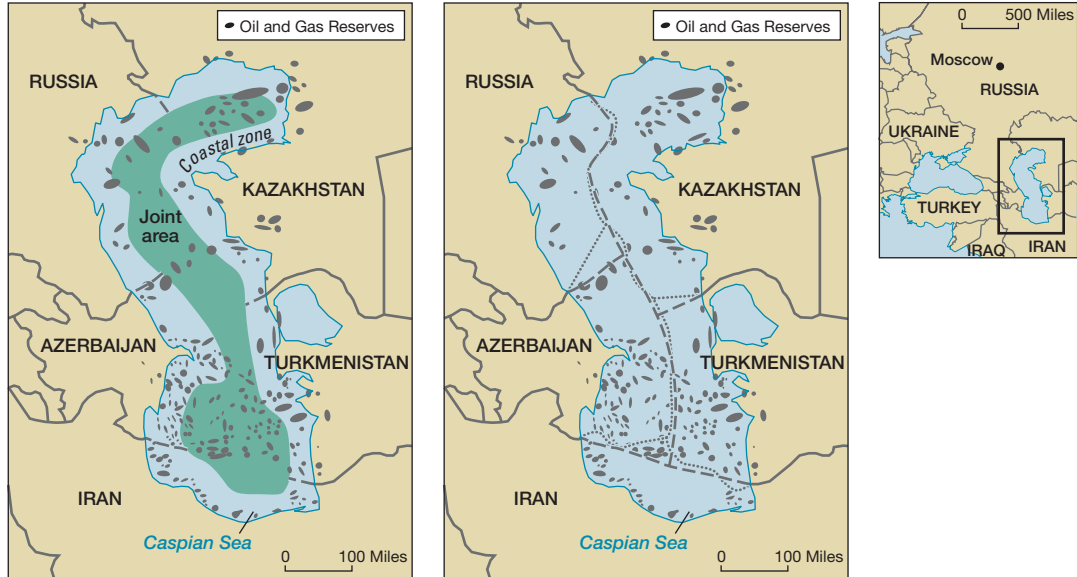 Oil and Gas Reserves
RUSSIA
Coastal zone
KAZAKHSTAN
Joint
area
AZERBAIJAN
TURKMENISTAN
IRAN
Caspian Sea
0 100 Miles
Oil and Gas Reserves
RUSSIA
KAZAKHSTAN
AZERBAIJAN
TURKMENISTAN
IRAN
Caspian Sea
0 100 Miles
0 500 Miles
Moscow
RUSSIA
UKRAINE
TURKEY
IRAQ
IRAN